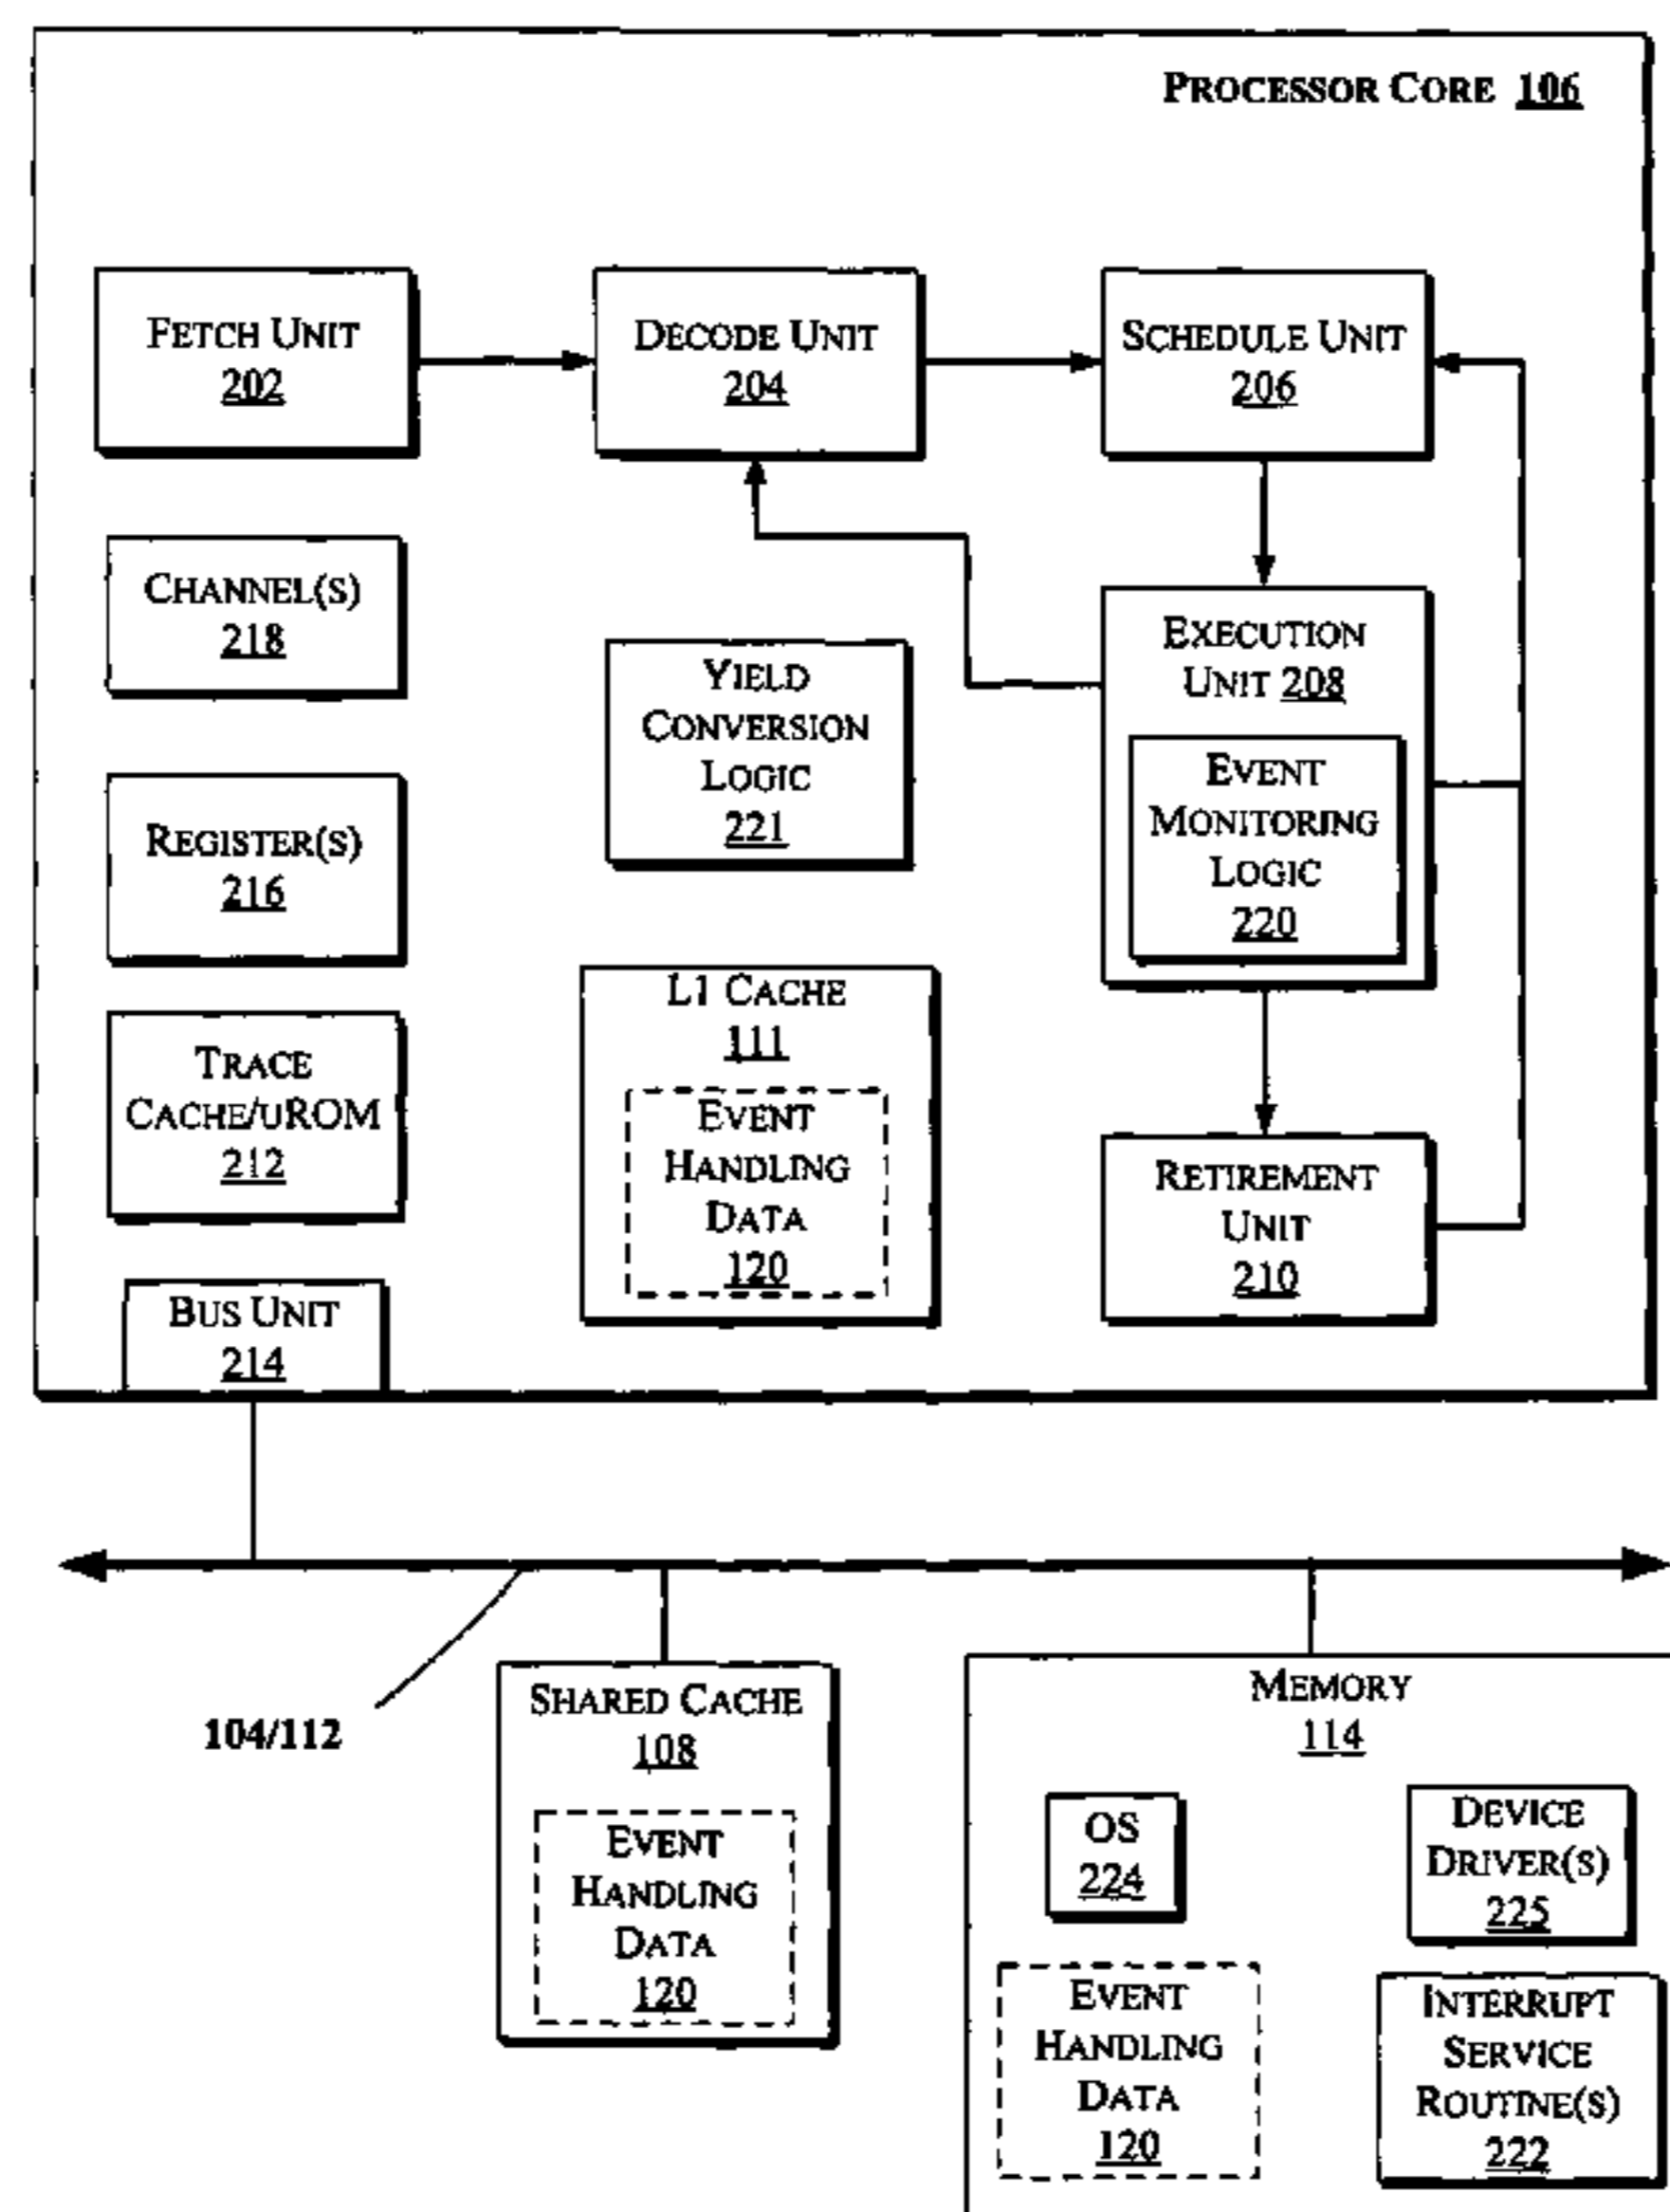 PROCESSOR CORE 106
FETCH UNIT
202
DECODE UNIT
204
SCHEDULE UNIT
206
CHANNEL(S)
218
YIELD
CONVERSION
LOGIC
221
EXECUTION
UNIT 208
EVENT
MONITORING
LOGIC
220
REGISTER(S)
216
L1 CACHE
111
EVENT
HANDLING
DATA
120
TRACE
CACHE/UROM
212
RETIREMENT
UNIT
210
BUS UNIT
214
104/112
SHARED CACHE
108
EVENT
HANDLING
DATA
120
MEMORY
114
OS
224
DEVICE
DRIVER(S)
225
EVENT
HANDLING
DATA
120
INTERRUPT
SERVICE
ROUTINE(S)
222